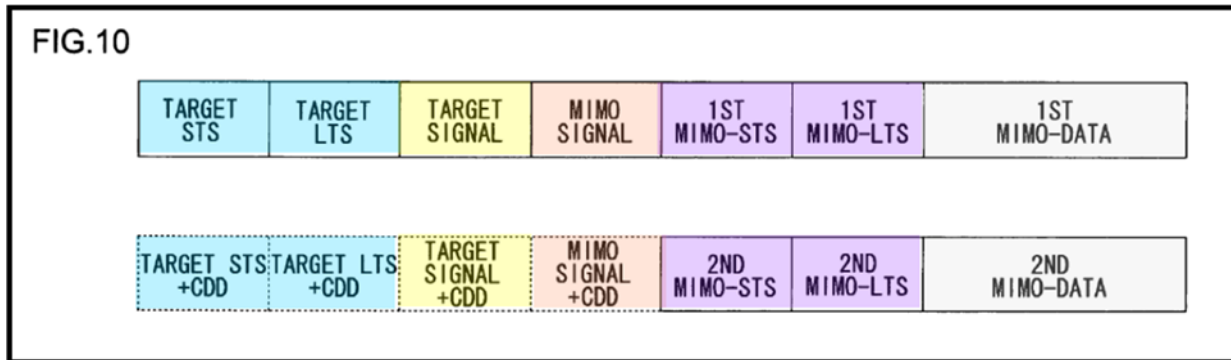 FIG.10
TARGET STS
TARGET LTS
TARGET SIGNAL
MIMO SIGNAL
1ST MIMO-STS
1ST MIMO-LTS
1ST MIMO-DATA
TARGET STS +CDD
TARGET LTS +CDD
TARGET SIGNAL +CDD
MIMO SIGNAL +CDD
2ND MIMO-STS
2ND MIMO-LTS
2ND MIMO-DATA